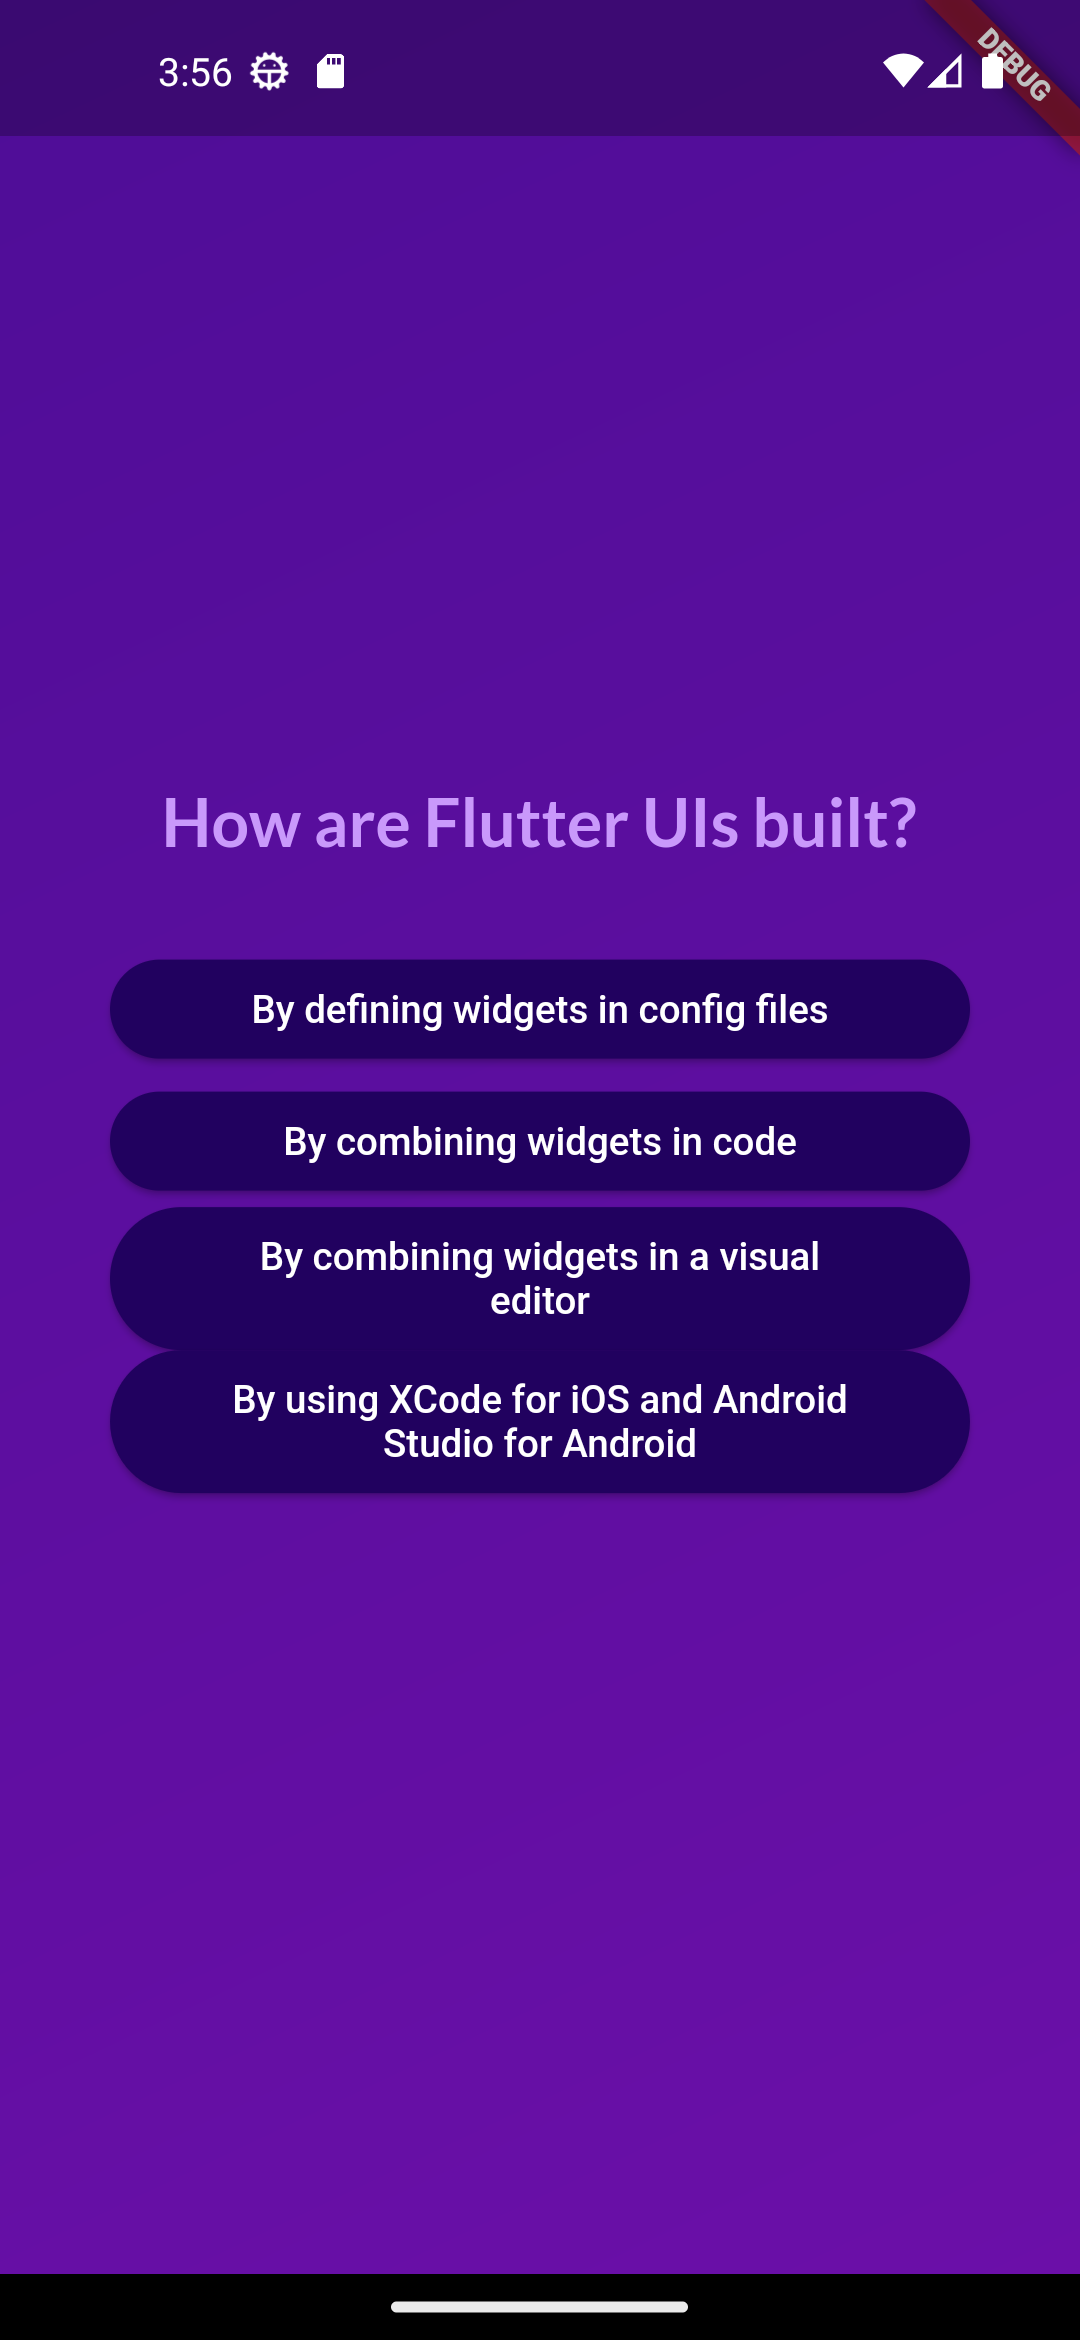 3:56
DEBUG
How are Flutter UIs built?
By defining widgets in config files
By combining widgets in code
By combining widgets in a visual
editor
By using XCode for iOS and Android
Studio for Android